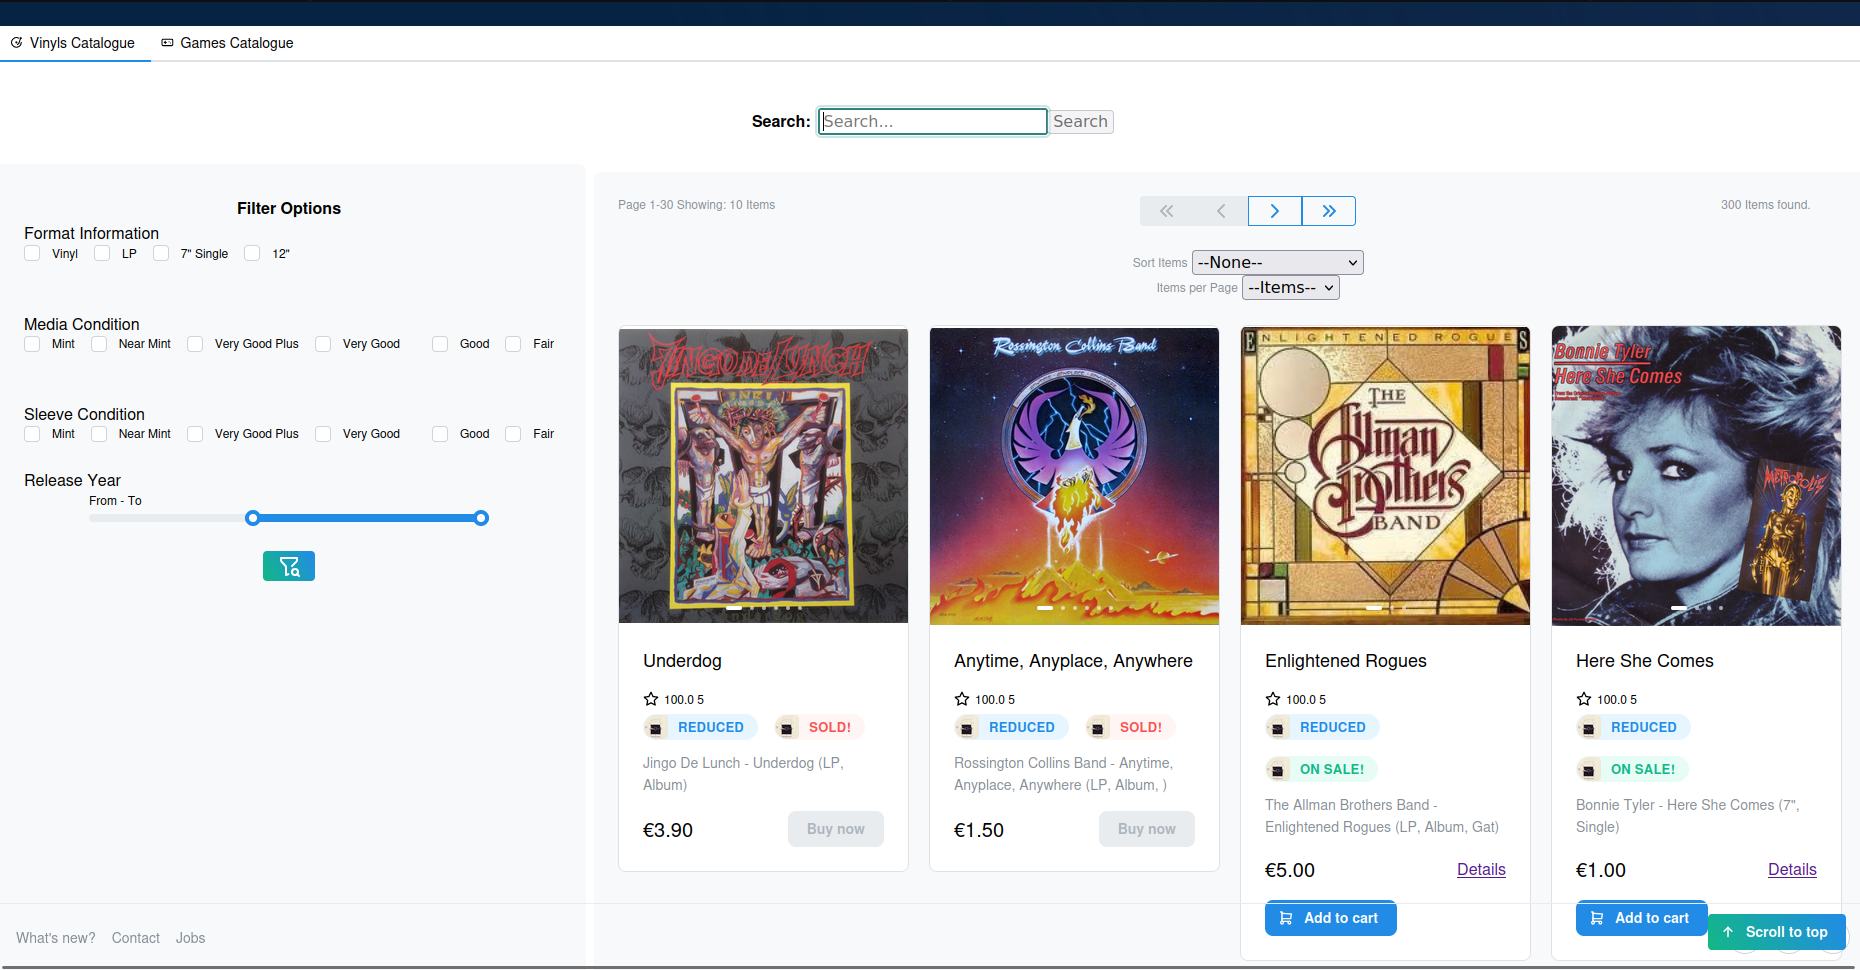 Vinyls Catalogue
Games Catalogue
Search:
Search...
Search
Filter Options
Format Information
Vinyl
LP
7" Single
12"
Media Condition
Mint
Near Mint
Very Good Plus
Very Good
Good
Fair
Sleeve Condition
Mint
Near Mint
Very Good Plus
Very Good
Good
Fair
Release Year
From - To
Page 1-30 Showing: 10 Items
300 Items found.
Sort Items
--None--
Items per Page
--Items--
JINGO DE LUNCH
Underdog
100.0 5
REDUCED
SOLD!
Jingo De Lunch - Underdog (LP,
Album)
€3.90
Buy now
Rossington Collins Band
Anytime, Anyplace, Anywhere
100.0 5
REDUCED
SOLD!
Rossington Collins Band - Anytime,
Anyplace, Anywhere (LP, Album, )
€1.50
Buy now
ENLIGHTENED ROGUES
THE
Allman
Brothers
BAND
Enlightened Rogues
100.0 5
REDUCED
ON SALE!
The Allman Brothers Band -
Enlightened Rogues (LP, Album, Gat)
€5.00
Details
Add to cart
Bonnie Tyler
Here She Comes
METROPOLIS
Here She Comes
100.0 5
REDUCED
ON SALE!
Bonnie Tyler - Here She Comes (7",
Single)
€1.00
Details
Add to cart
What's new?
Contact
Jobs
Scroll to top